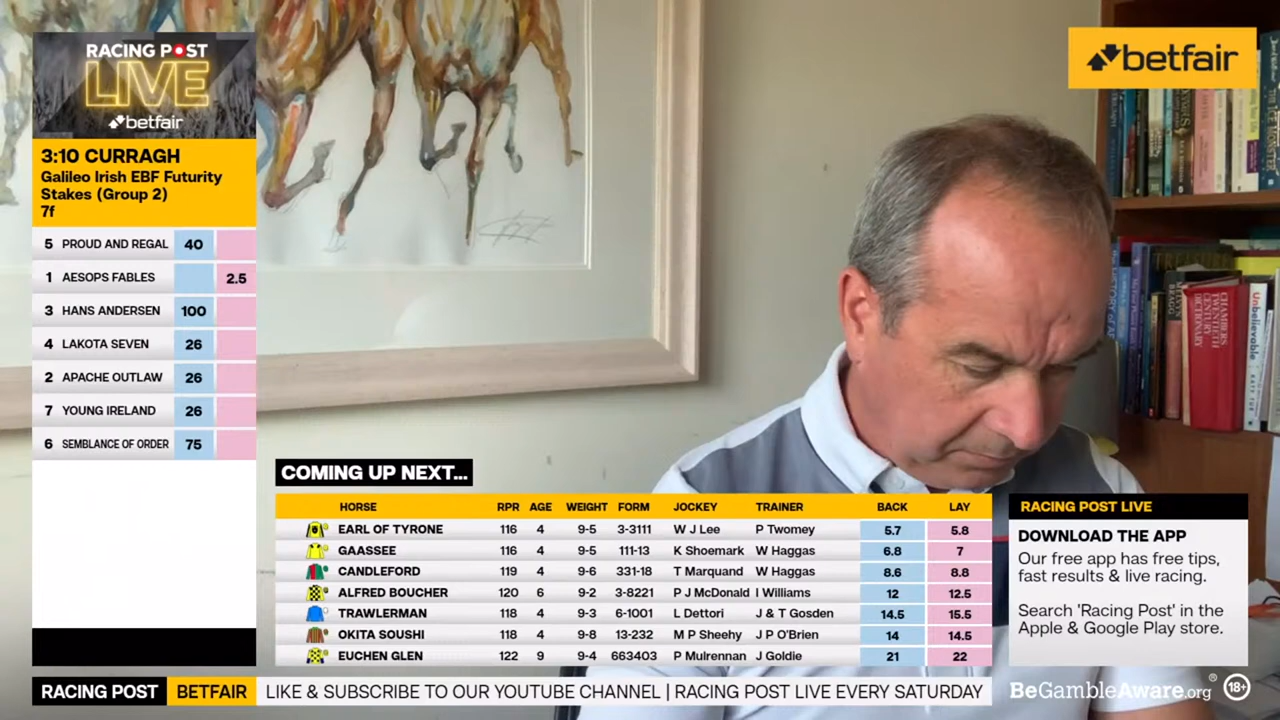 RACING POST
LIVE
betfair
3:10 CURRAGH
Galileo Irish EBF Futurity
Stakes (Group 2)
7f
5 PROUD AND REGAL 40
1 AESOPS FABLES 2.5
3 HANS ANDERSEN 100
4 LAKOTA SEVEN 26
2 APACHE OUTLAW 26
7 YOUNG IRELAND 26
6 SEMBLANCE OF ORDER 75
betfair
CHAMBERS
TWENTIETH
CENTURY
DICTIONARY
Unbelievable
COMING UP NEXT...
HORSE RPR AGE WEIGHT FORM JOCKEY TRAINER BACK LAY
EARL OF TYRONE 116 4 9-5 3-3111 W J Lee P Twomey 5.7 5.8
GAASSEE 116 4 9-5 111-13 K Shoemark W Haggas 6.8 7
CANDLEFORD 119 4 9-6 331-18 T Marquand W Haggas 8.6 8.8
ALFRED BOUCHER 120 6 9-2 3-8221 P J McDonald I Williams 12 12.5
TRAWLERMAN 118 4 9-3 6-1001 L Dettori J & T Gosden 14.5 15.5
OKITA SOUSHI 118 4 9-8 13-232 M P Sheehy J P O'Brien 14 14.5
EUCHEN GLEN 122 9 9-4 663403 P Mulrennan J Goldie 21 22
RACING POST LIVE
DOWNLOAD THE APP
Our free app has free tips,
fast results & live racing.
Search 'Racing Post' in the
Apple & Google Play store.
RACING POST BETFAIR LIKE & SUBSCRIBE TO OUR YOUTUBE CHANNEL | RACING POST LIVE EVERY SATURDAY
BeGambleAware.org® 18+